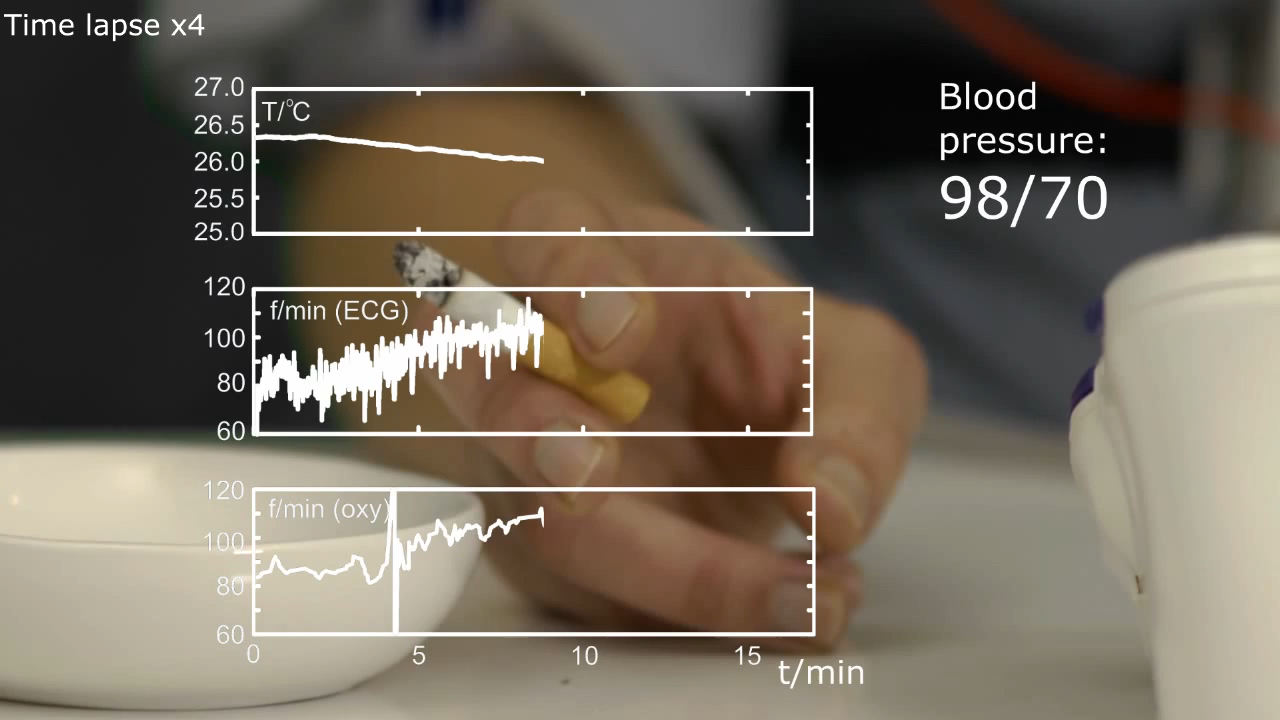 Time lapse x4
27.0
T/°C
26.5
26.0
25.5
25.0
Blood
pressure:
98/70
120
f/min (ECG)
100
80
60
120
f/min (oxy)
100
80
60
0 5 10 15
t/min